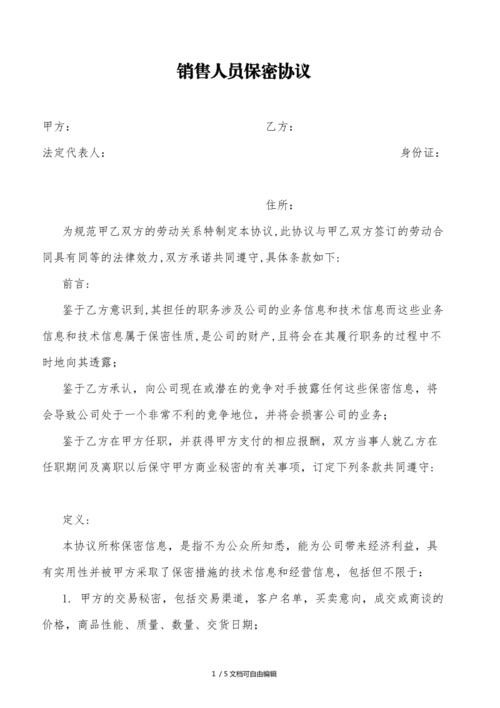 销售人员保密协议
甲方： 乙方：
法定代表人： 身份证：
住所：
为规范甲乙双方的劳动关系特制定本协议,此协议与甲乙双方签订的劳动合
同具有同等的法律效力,双方承诺共同遵守,具体条款如下:
前言:
鉴于乙方意识到,其担任的职务涉及公司的业务信息和技术信息而这些业务
信息和技术信息属于保密性质,是公司的财产,且将会在其履行职务的过程中不
时地向其透露；
鉴于乙方承认，向公司现在或潜在的竞争对手披露任何这些保密信息，将
会导致公司处于一个非常不利的竞争地位，并将会损害公司的业务；
鉴于乙方在甲方任职，并获得甲方支付的相应报酬，双方当事人就乙方在
任职期间及离职以后保守甲方商业秘密的有关事项，订定下列条款共同遵守:
定义:
本协议所称保密信息，是指不为公众所知悉，能为公司带来经济利益，具
有实用性并被甲方采取了保密措施的技术信息和经营信息，包括但不限于：
1．甲方的交易秘密，包括交易渠道，客户名单，买卖意向，成交或商谈的
价格，商品性能、质量、数量、交货日期；
1 / 5文档可自由编辑